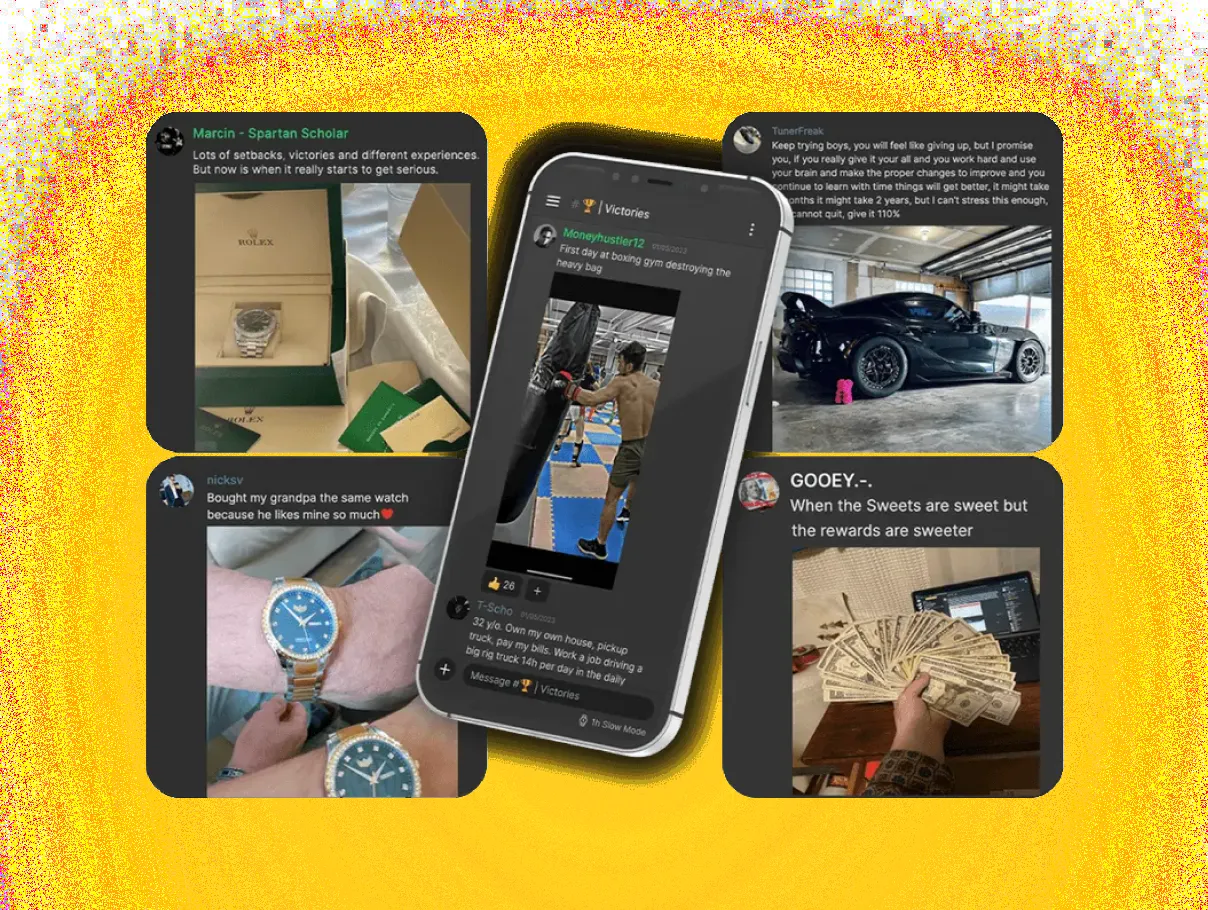 Marcin - Spartan Scholar
Lots of setbacks, victories and different experiences.
But now is when it really starts to get serious.
ROLEX
ROLEX
nicksv
Bought my grandpa the same watch
because he likes mine so much❤️
# 🏆 | Victories
Moneyhustler12 01/05/2023
First day at boxing gym destroying the
heavy bag
👍 26 +
T-Scho 01/05/2023
32 y/o. Own my own house, pickup
truck, pay my bills. Work a job driving a
big rig truck 14h per day in the daily
+ Message #🏆 | Victories
1h Slow Mode
TunerFreak
Keep trying boys, you will feel like giving up, but I promise
you, if you really give it your all and you work hard and use
your brain and make the proper changes to improve and you
continue to learn with time things will get better, it might take
months it might take 2 years, but I can't stress this enough,
cannot quit, give it 110%
GOOEY.-.
When the Sweets are sweet but
the rewards are sweeter